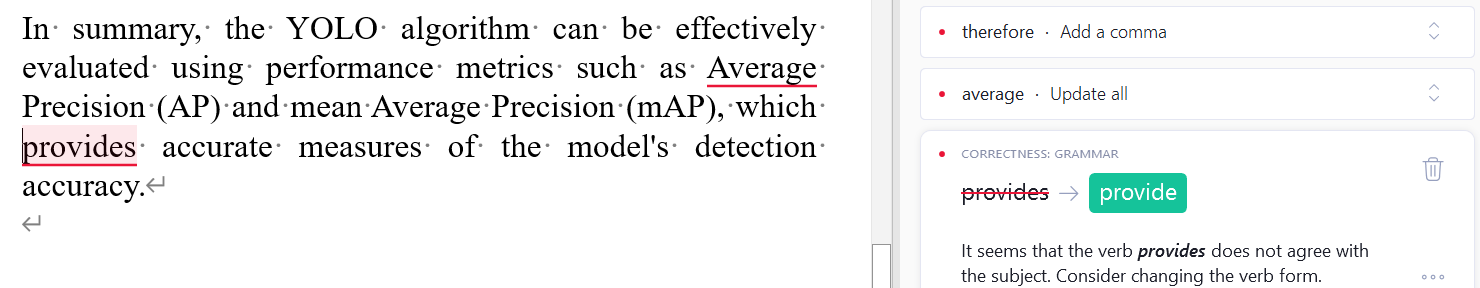 In summary, the YOLO algorithm can be effectively
evaluated using performance metrics such as Average
Precision (AP) and mean Average Precision (mAP), which
provides accurate measures of the model's detection
accuracy.
therefore · Add a comma
average · Update all
CORRECTNESS: GRAMMAR
provides → provide
It seems that the verb provides does not agree with
the subject. Consider changing the verb form.